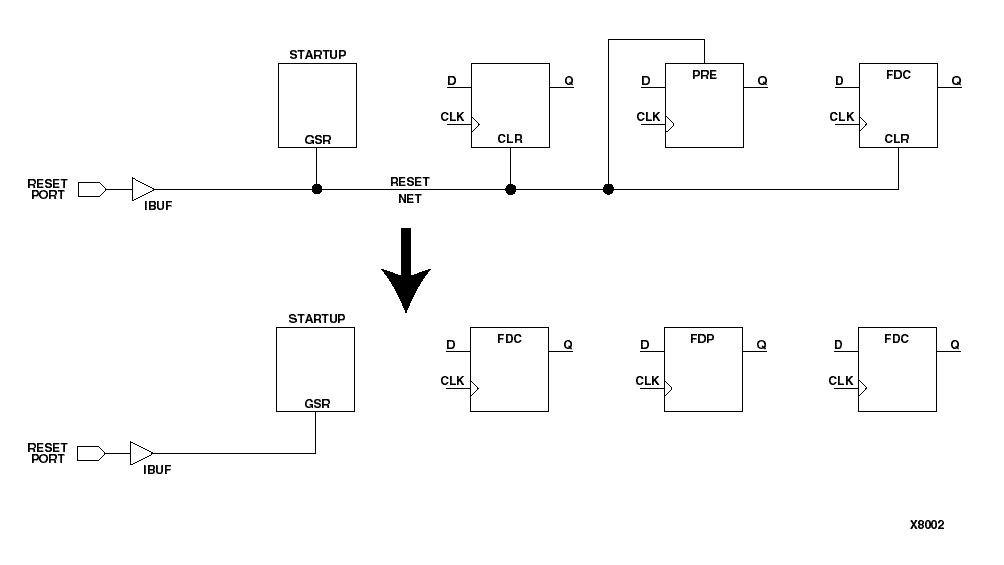 STARTUP
D Q D PRE Q D FDC Q
CLK CLK CLK
GSR CLR CLR
RESET
PORT
IBUF
RESET
NET
STARTUP
D FDC Q D FDP Q D FDC Q
CLK CLK CLK
GSR
RESET
PORT
IBUF
X8002